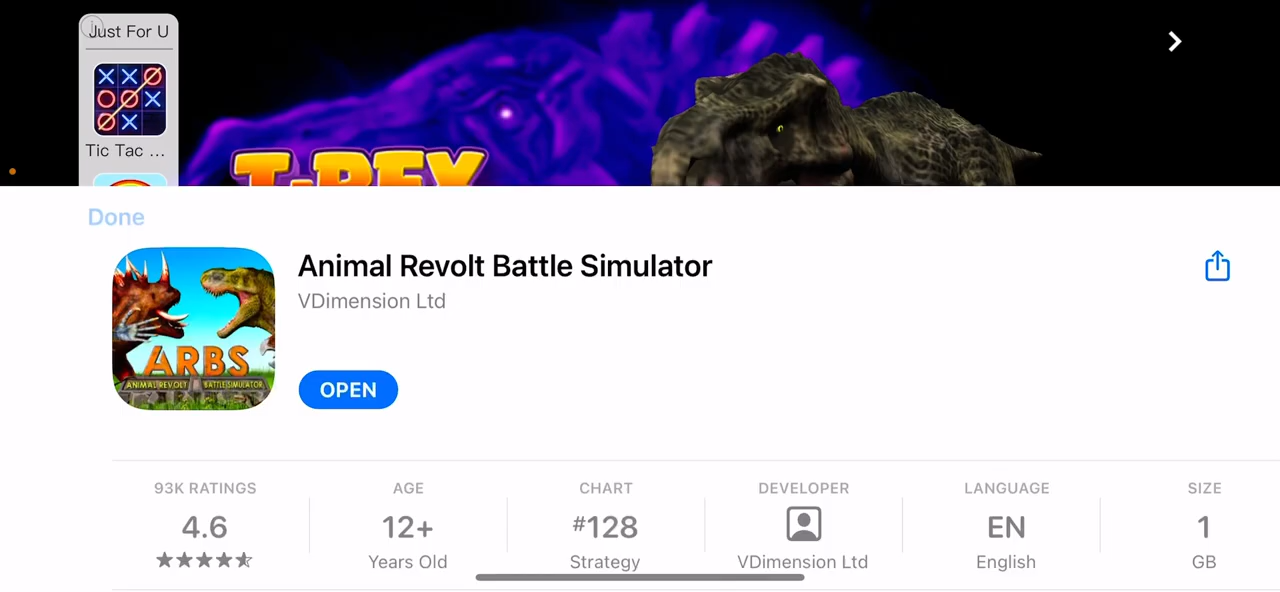 Just For U
Tic Tac ...
T-REX
Done
Animal Revolt Battle Simulator
VDimension Ltd
ARBS
ANIMAL REVOLT BATTLE SIMULATOR
OPEN
93K RATINGS
4.6
AGE
12+
Years Old
CHART
#128
Strategy
DEVELOPER
VDimension Ltd
LANGUAGE
EN
English
SIZE
1
GB